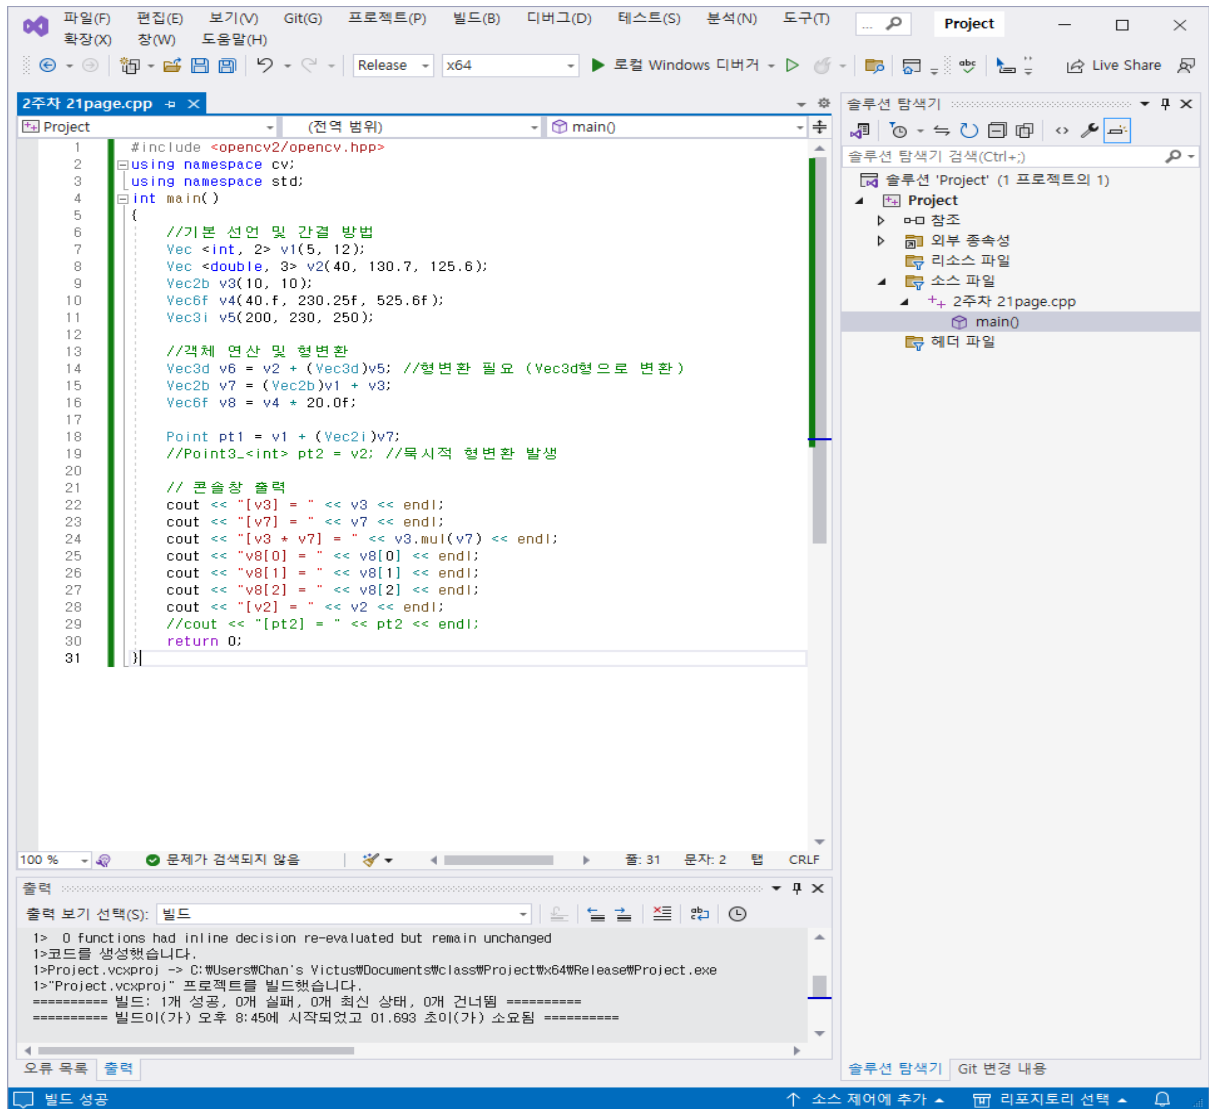 파일(F) 편집(E) 보기(V) Git(G) 프로젝트(P) 빌드(B) 디버그(D) 테스트(S) 분석(N) 도구(T)
확장(X) 창(W) 도움말(H)
... Project
Release x64 로컬 Windows 디버거 Live Share
2주차 21page.cpp
Project (전역 범위) main()
1 #include <opencv2/opencv.hpp>
2 using namespace cv;
3 using namespace std;
4 int main()
5 {
6 //기본 선언 및 간결 방법
7 Vec <int, 2> v1(5, 12);
8 Vec <double, 3> v2(40, 130.7, 125.6);
9 Vec2b v3(10, 10);
10 Vec6f v4(40.f, 230.25f, 525.6f);
11 Vec3i v5(200, 230, 250);
12
13 //객체 연산 및 형변환
14 Vec3d v6 = v2 + (Vec3d)v5; //형변환 필요 (Vec3d형으로 변환)
15 Vec2b v7 = (Vec2b)v1 + v3;
16 Vec6f v8 = v4 * 20.0f;
17
18 Point pt1 = v1 + (Vec2i)v7;
19 //Point3_<int> pt2 = v2; //묵시적 형변환 발생
20
21 // 콘솔창 출력
22 cout << "[v3] = " << v3 << endl;
23 cout << "[v7] = " << v7 << endl;
24 cout << "[v3 * v7] = " << v3.mul(v7) << endl;
25 cout << "v8[0] = " << v8[0] << endl;
26 cout << "v8[1] = " << v8[1] << endl;
27 cout << "v8[2] = " << v8[2] << endl;
28 cout << "[v2] = " << v2 << endl;
29 //cout << "[pt2] = " << pt2 << endl;
30 return 0;
31 }
100 % 문제가 검색되지 않음 줄: 31 문자: 2 탭 CRLF
출력
출력 보기 선택(S): 빌드
1> 0 functions had inline decision re-evaluated but remain unchanged
1>코드를 생성했습니다.
1>Project.vcxproj -> C:₩Users₩Chan's Victus₩Documents₩class₩Project₩x64₩Release₩Project.exe
1>"Project.vcxproj" 프로젝트를 빌드했습니다.
========== 빌드: 1개 성공, 0개 실패, 0개 최신 상태, 0개 건너뜀 ==========
========== 빌드이(가) 오후 8:45에 시작되었고 01.693 초이(가) 소요됨 ==========
오류 목록 출력
솔루션 탐색기
솔루션 탐색기 검색(Ctrl+;)
솔루션 'Project' (1 프로젝트의 1)
Project
참조
외부 종속성
리소스 파일
소스 파일
2주차 21page.cpp
main()
헤더 파일
솔루션 탐색기 Git 변경 내용
빌드 성공 소스 제어에 추가 리포지토리 선택